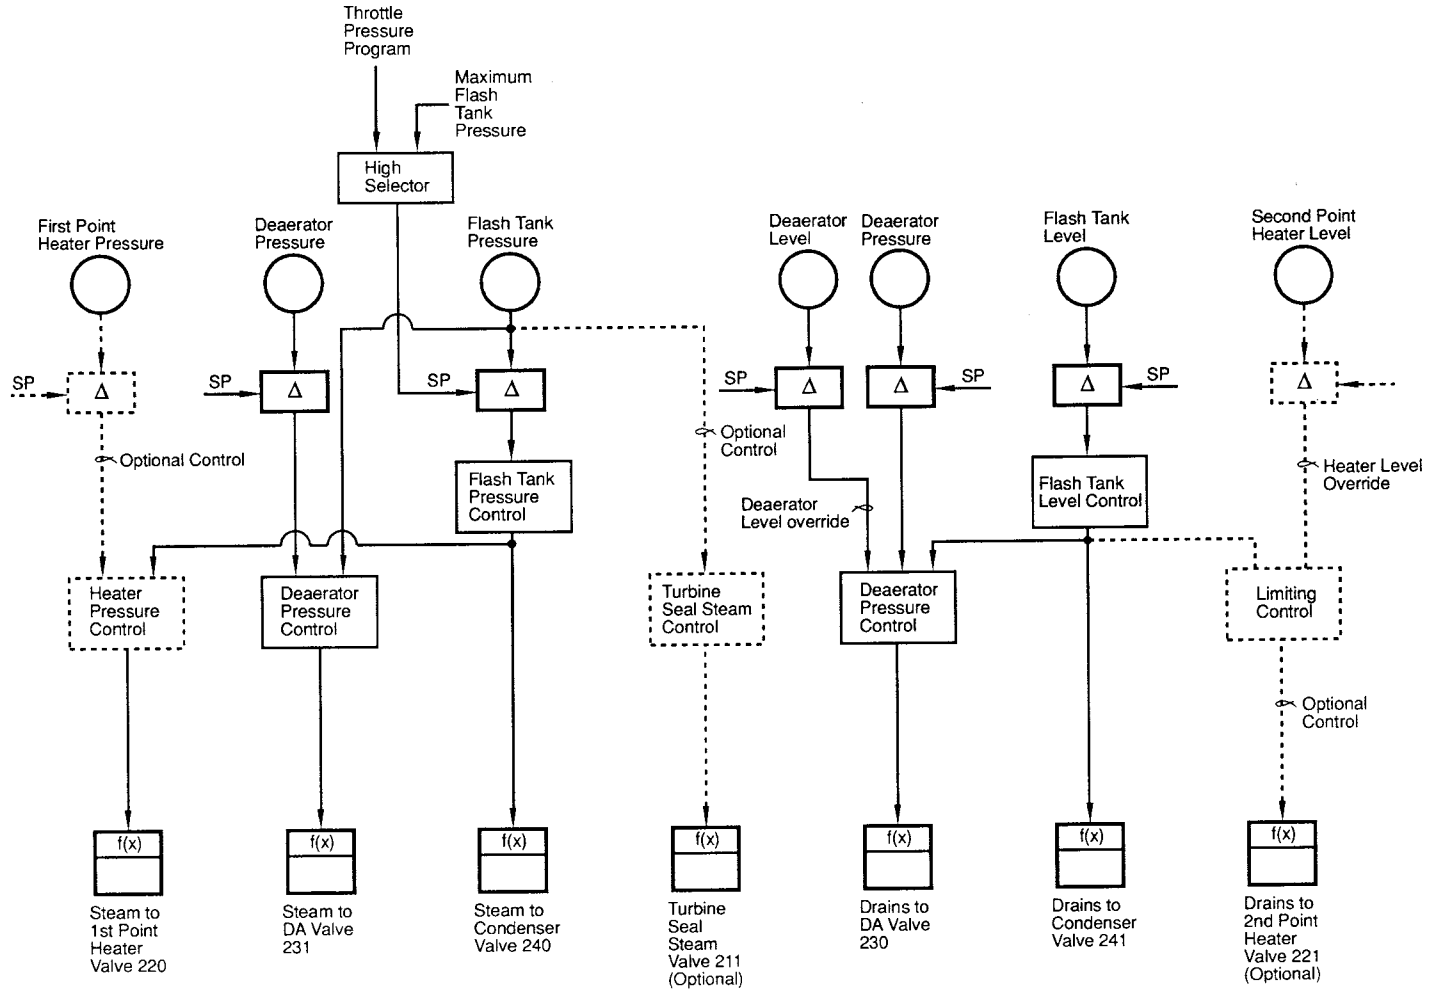 Throttle
Pressure
Program
Maximum
Flash
Tank
Pressure
High
Selector
First Point
Heater Pressure
Deaerator
Pressure
Flash Tank
Pressure
Deaerator
Level
Deaerator
Pressure
Flash Tank
Level
Second Point
Heater Level
SP
Δ
SP
Δ
SP
Δ
SP
Δ
Δ
SP
Δ
SP
Δ
Optional Control
Optional
Control
Heater Level
Override
Flash Tank
Pressure
Control
Deaerator
Level override
Flash Tank
Level Control
Heater
Pressure
Control
Deaerator
Pressure
Control
Turbine
Seal Steam
Control
Deaerator
Pressure
Control
Limiting
Control
Optional
Control
f(x)
f(x)
f(x)
f(x)
f(x)
f(x)
f(x)
Steam to
1st Point
Heater
Valve 220
Steam to
DA Valve
231
Steam to
Condenser
Valve 240
Turbine
Seal
Steam
Valve 211
(Optional)
Drains to
DA Valve
230
Drains to
Condenser
Valve 241
Drains to
2nd Point
Heater
Valve 221
(Optional)